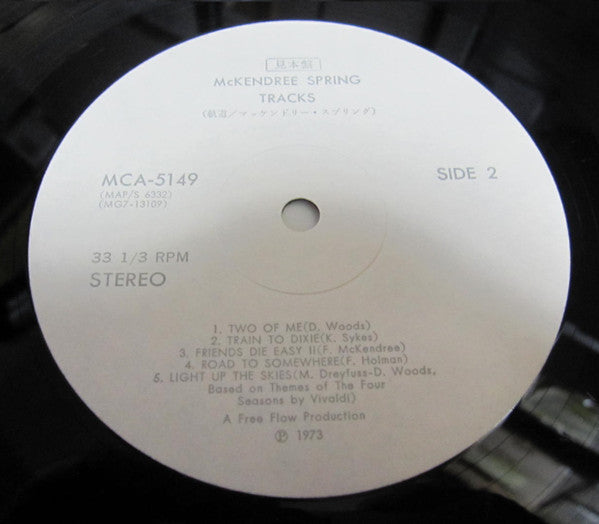 見本盤
McKENDREE SPRING
TRACKS
(軌道/マッケンドリー・スプリング)
MCA-5149
(MAP/S 6332)
(MG7-13109)
SIDE 2
33 1/3 RPM
STEREO
1. TWO OF ME(D. Woods)
2. TRAIN TO DIXIE(K. Sykes)
3. FRIENDS DIE EASY II(F. McKendree)
4. ROAD TO SOMEWHERE(F. Holman)
5. LIGHT UP THE SKIES(M. Dreyfuss-D. Woods,
Based on Themes of The Four
Seasons by Vivaldi)
A Free Flow Production
Ⓟ 1973